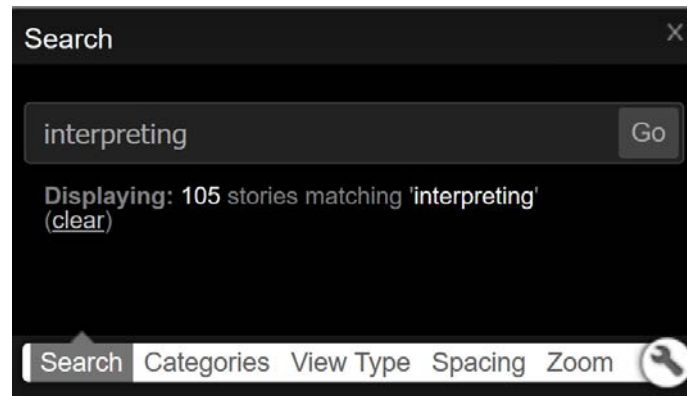 Search X
interpreting Go
Displaying: 105 stories matching 'interpreting'
(clear)
Search Categories View Type Spacing Zoom